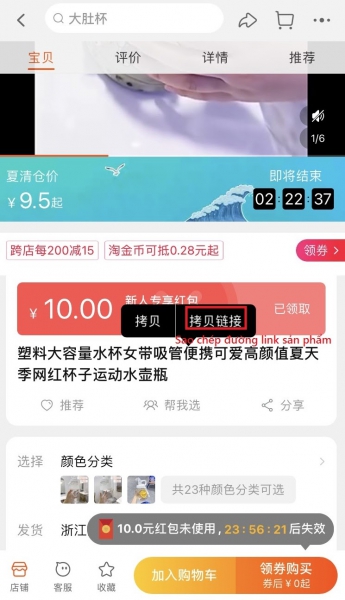 大肚杯
宝贝 评价 详情 推荐
1/6
夏清仓价 即将结束
¥9.5起 02:22:37
跨店每200减15 淘金币可抵0.28元起 领券
¥10.00 新人专享红包 已领取
拷贝 拷贝链接
Sao chép đường link sản phẩm
塑料大容量水杯女带吸管便携可爱高颜值夏天
季网红杯子运动水壶瓶
推荐 帮我选 分享
选择 颜色分类
共23种颜色分类可选
发货 浙江
10.0元红包未使用，23:56:21后失效
店铺 客服 收藏 加入购物车 领券购买
券后¥0起